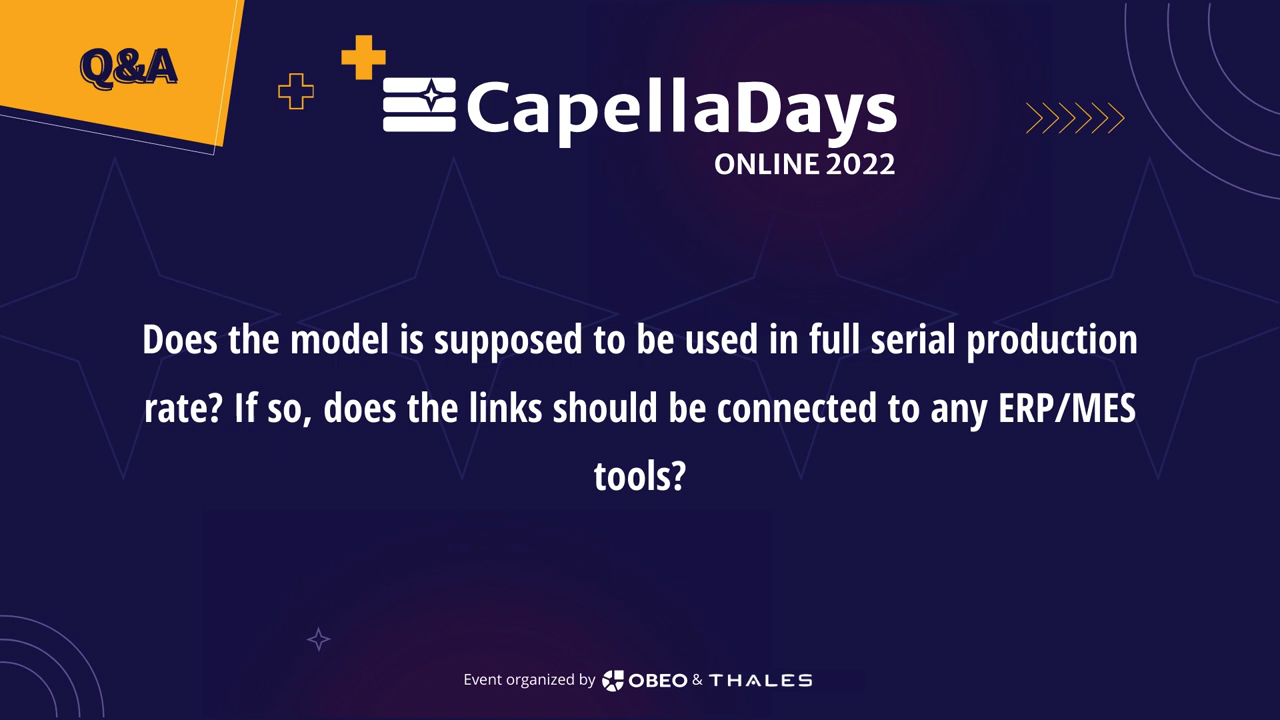 Q&A
CapellaDays
ONLINE 2022
Does the model is supposed to be used in full serial production
rate? If so, does the links should be connected to any ERP/MES
tools?
Event organized by OBEO & THALES